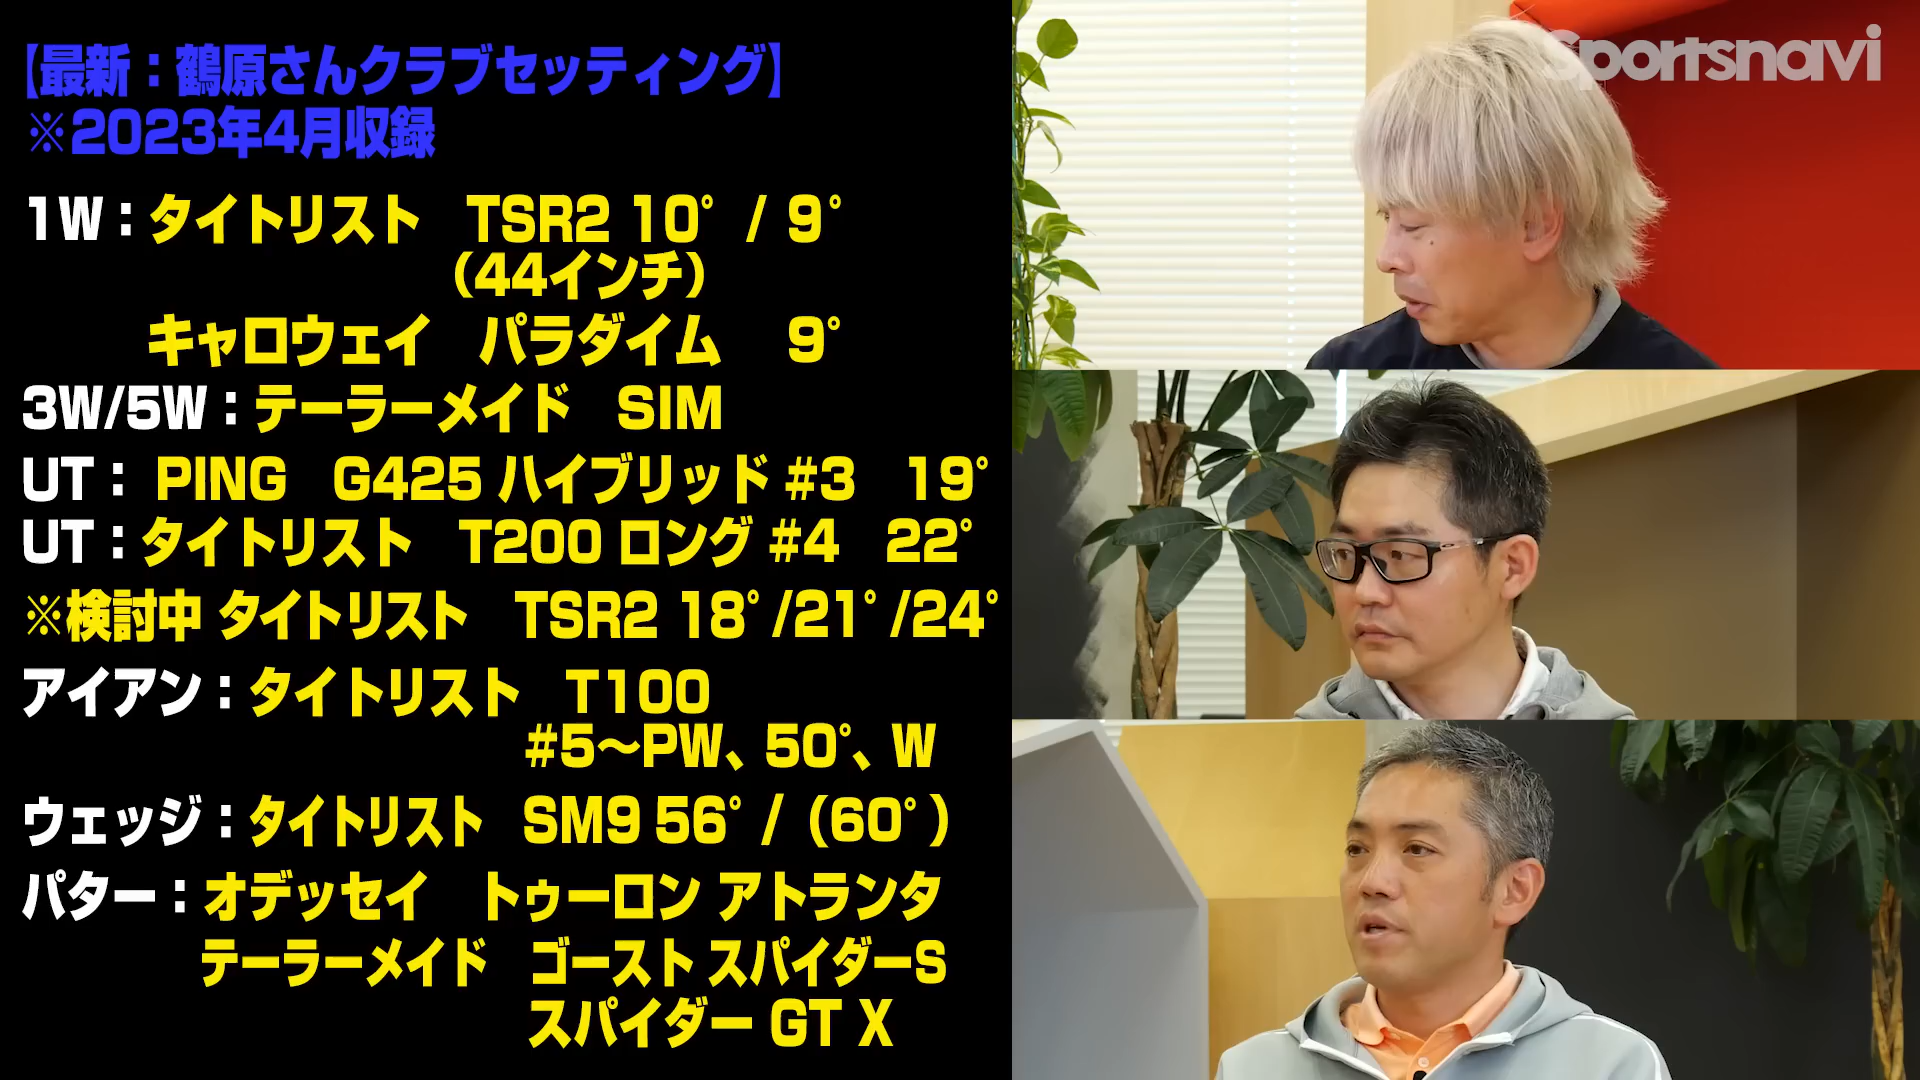 【最新：鶴原さんクラブセッティング】
※2023年4月収録
1W：タイトリスト TSR2 10° / 9°
（44インチ）
キャロウェイ パラダイム 9°
3W/5W：テーラーメイド SIM
UT： PING G425 ハイブリッド #3 19°
UT：タイトリスト T200 ロング #4 22°
※検討中 タイトリスト TSR2 18°/21°/24°
アイアン：タイトリスト T100
#5～PW、50°、W
ウェッジ：タイトリスト SM9 56° /（60°）
パター：オデッセイ トゥーロン アトランタ
テーラーメイド ゴースト スパイダーS
スパイダー GT X
Sportsnavi